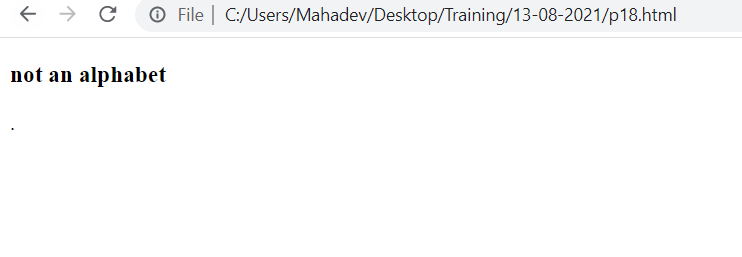 File | C:/Users/Mahadev/Desktop/Training/13-08-2021/p18.html
not an alphabet
.